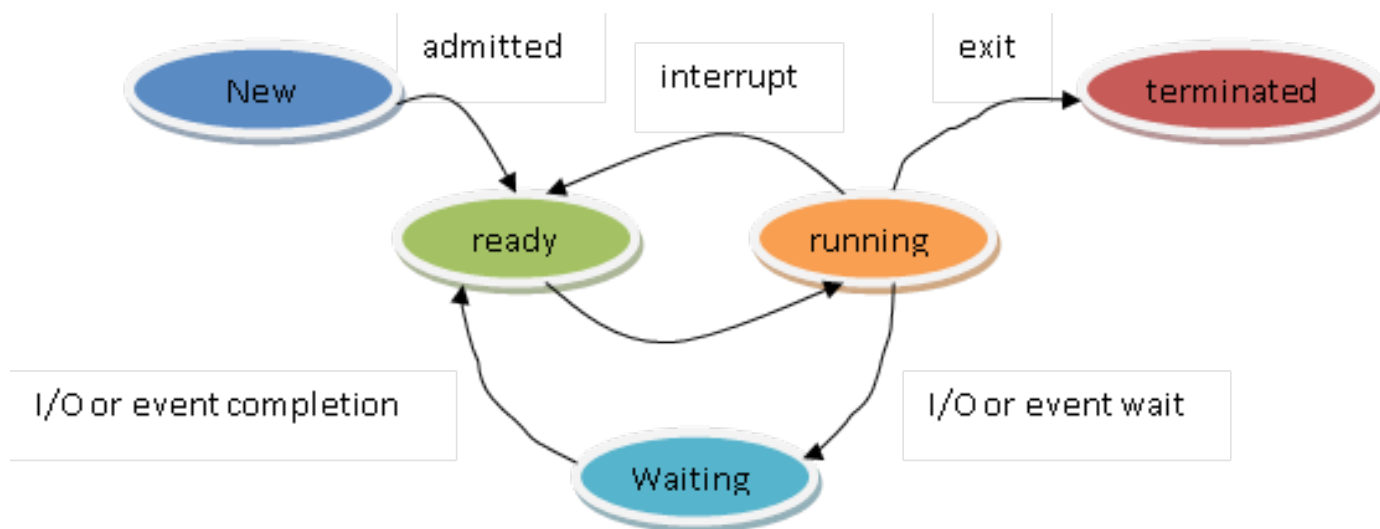 admitted
exit
New
interrupt
terminated
ready
running
I/O or event completion
I/O or event wait
Waiting